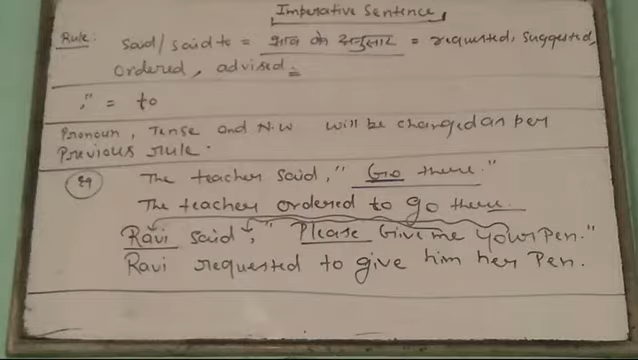 Imperative Sentence
Rule: said/said to = भाव के अनुसार = requested, suggested,
ordered, advised.
," = to
Pronoun, Tense and N.W will be changed as per
Previous rule.
eg The teacher said, "Go there."
The teacher ordered to go there.
Ravi said, "Please Give me your Pen."
Ravi requested to give him her Pen.